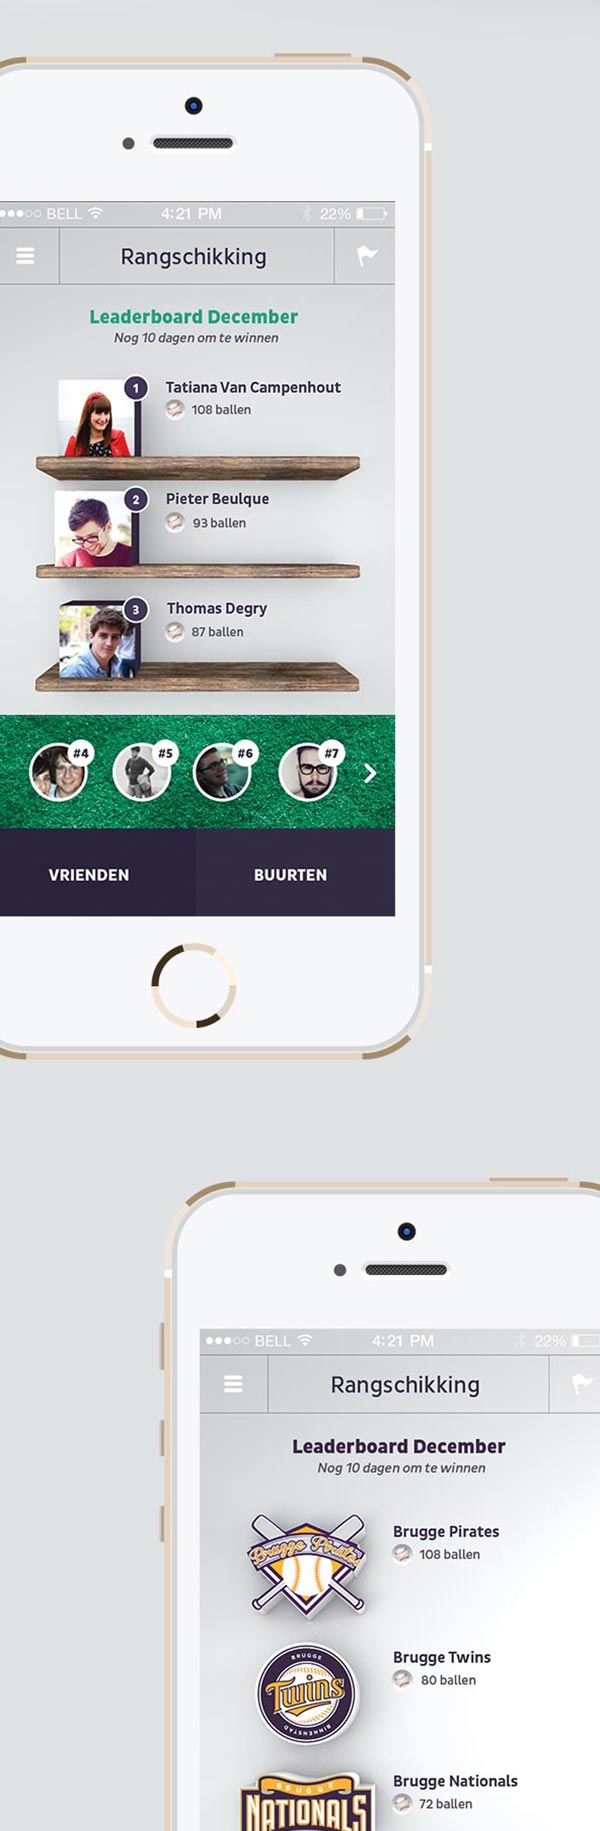 BELL 4:21 PM 22%
Rangschikking
Leaderboard December
Nog 10 dagen om te winnen
1
Tatiana Van Campenhout
108 ballen
2
Pieter Beulque
93 ballen
3
Thomas Degry
87 ballen
#4 #5 #6 #7
VRIENDEN BUURTEN
BELL 4:21 PM 22%
Rangschikking
Leaderboard December
Nog 10 dagen om te winnen
Brugge Pirates
Brugge Pirates
108 ballen
BRUGGE
Twins
BINNENSTAD
Brugge Twins
80 ballen
BRUGGE
NATIONALS
Brugge Nationals
72 ballen